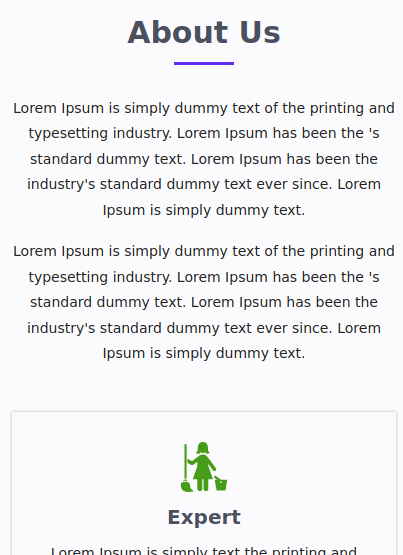 About Us
Lorem Ipsum is simply dummy text of the printing and
typesetting industry. Lorem Ipsum has been the 's
standard dummy text. Lorem Ipsum has been the
industry's standard dummy text ever since. Lorem
Ipsum is simply dummy text.
Lorem Ipsum is simply dummy text of the printing and
typesetting industry. Lorem Ipsum has been the 's
standard dummy text. Lorem Ipsum has been the
industry's standard dummy text ever since. Lorem
Ipsum is simply dummy text.
Expert
Lorem Ipsum is simply text the printing and